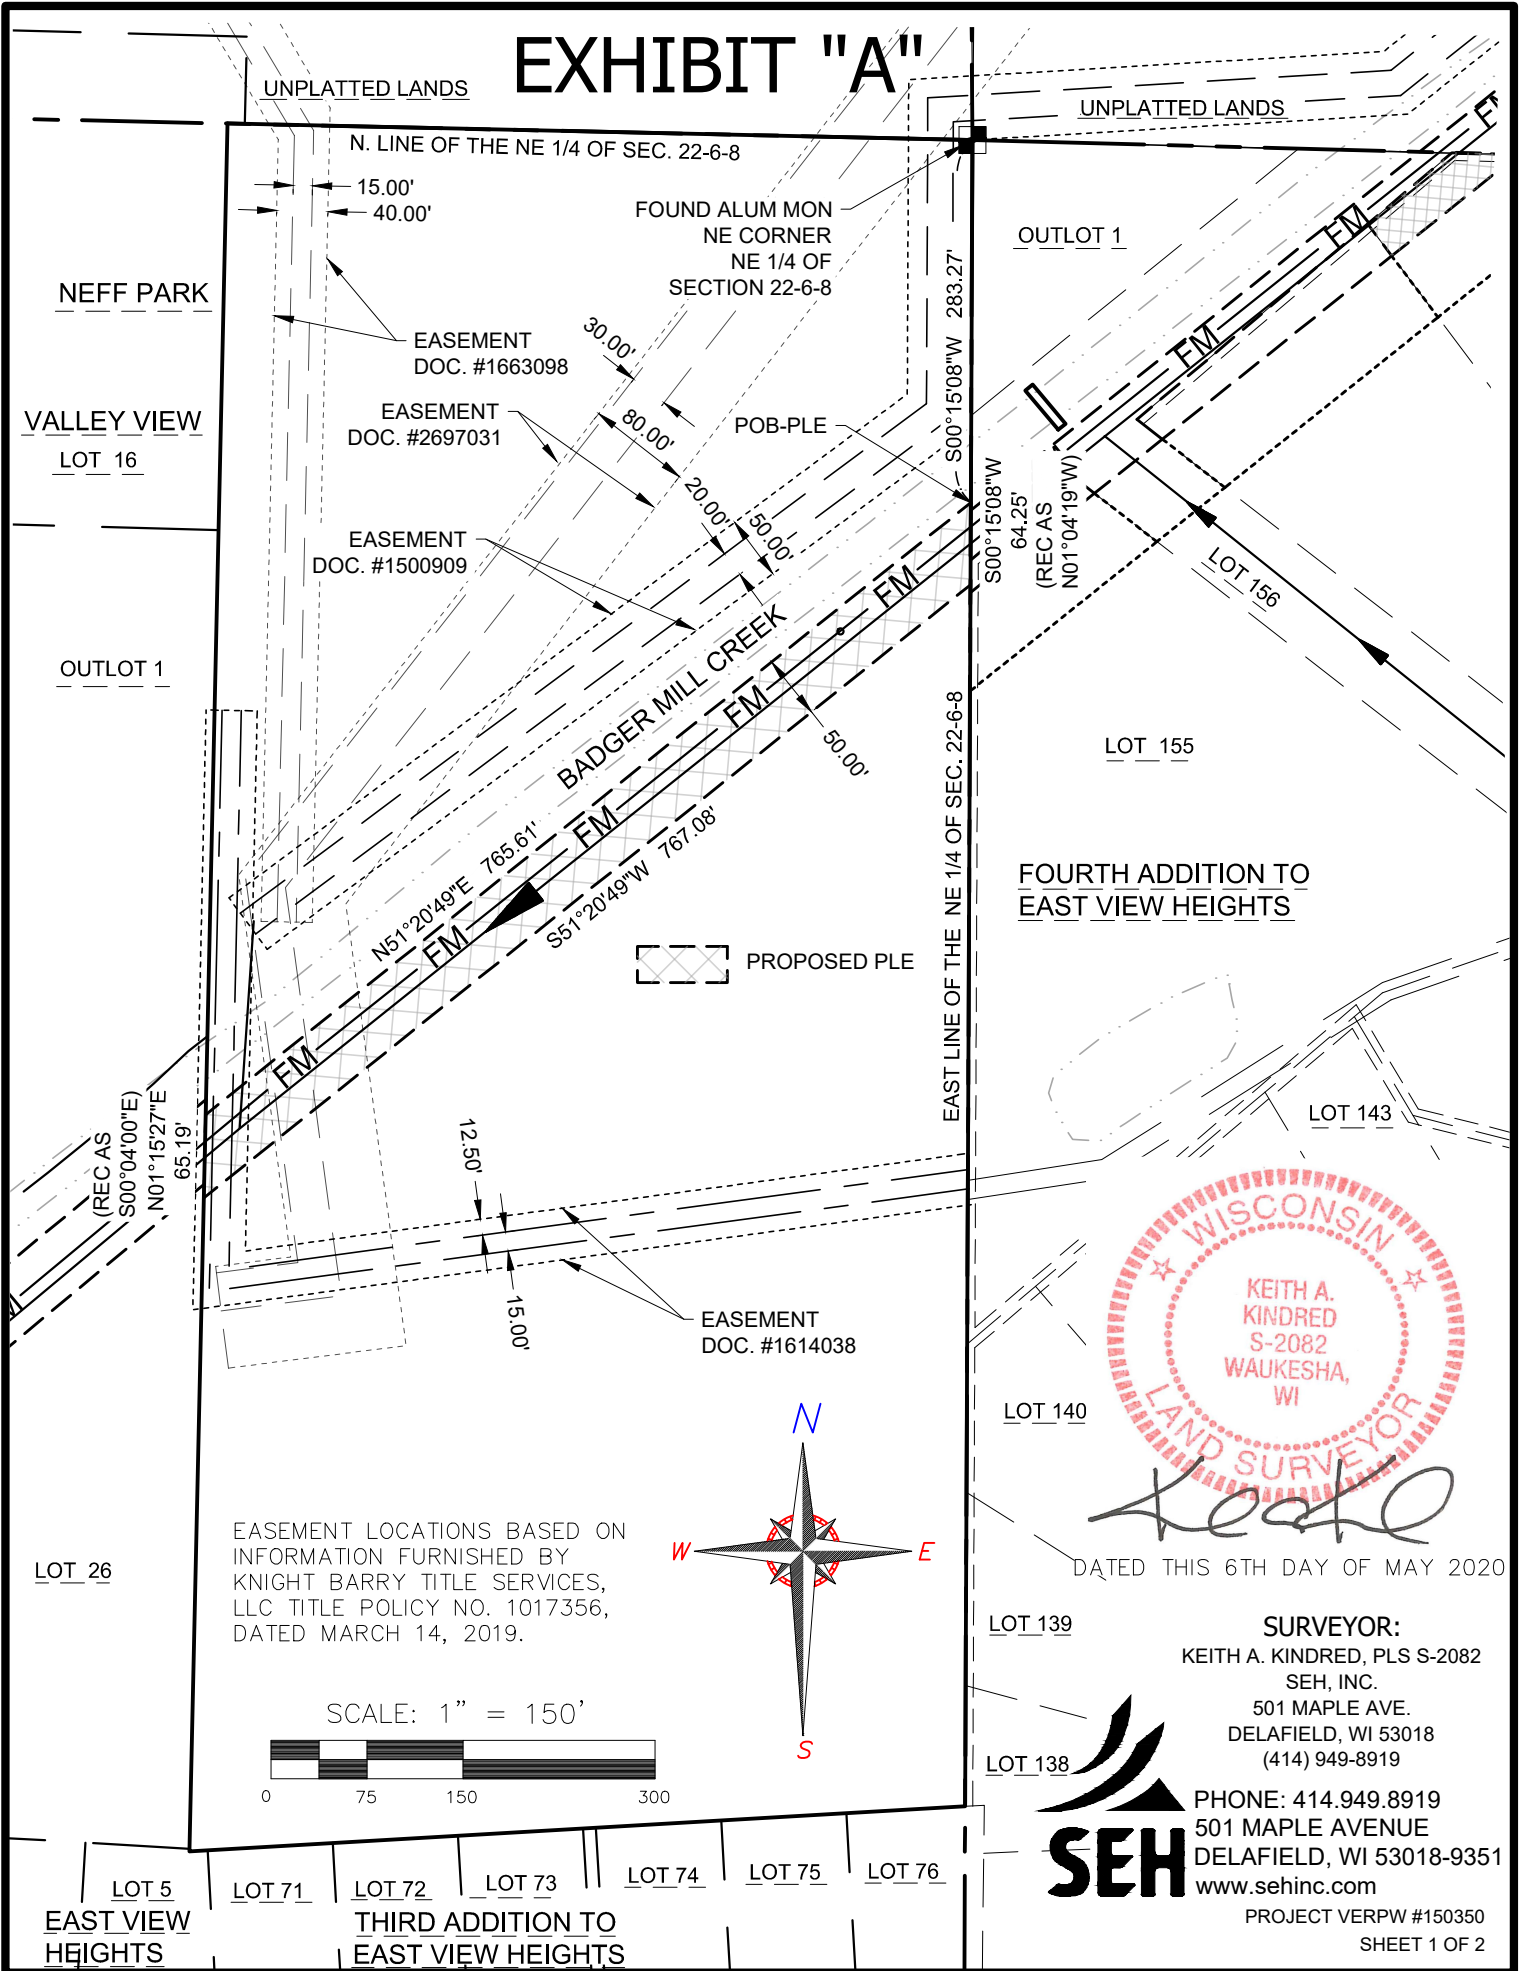 EXHIBIT "A"
UNPLATTED LANDS
UNPLATTED LANDS
N. LINE OF THE NE 1/4 OF SEC. 22-6-8
15.00'
40.00'
FOUND ALUM MON
NE CORNER
NE 1/4 OF
SECTION 22-6-8
OUTLOT 1
FM
FM
FM
NEFF PARK
EASEMENT
DOC. #1663098
30.00'
S00°15'08"W 283.27'
VALLEY VIEW
LOT 16
EASEMENT
DOC. #2697031
80.00'
POB-PLE
20.00'
50.00'
S00°15'08"W
64.25'
(REC AS
N01°04'19"W)
EASEMENT
DOC. #1500909
LOT 156
OUTLOT 1
BADGER MILL CREEK
FM
FM
FM
FM
FM
50.00'
LOT 155
N51°20'49"E 765.61'
S51°20'49"W 767.08'
EAST LINE OF THE NE 1/4 OF SEC. 22-6-8
FOURTH ADDITION TO
EAST VIEW HEIGHTS
PROPOSED PLE
(REC AS
S00°04'00"E)
N01°15'27"E
65.19'
LOT 143
12.50'
15.00'
EASEMENT
DOC. #1614038
WISCONSIN
KEITH A.
KINDRED
S-2082
WAUKESHA,
WI
LAND SURVEYOR
LOT 140
N
W
E
S
EASEMENT LOCATIONS BASED ON
INFORMATION FURNISHED BY
KNIGHT BARRY TITLE SERVICES,
LLC TITLE POLICY NO. 1017356,
DATED MARCH 14, 2019.
LOT 26
DATED THIS 6TH DAY OF MAY 2020
LOT 139
SURVEYOR:
KEITH A. KINDRED, PLS S-2082
SEH, INC.
501 MAPLE AVE.
DELAFIELD, WI 53018
(414) 949-8919
SCALE: 1" = 150'
0 75 150 300
LOT 138
SEH
PHONE: 414.949.8919
501 MAPLE AVENUE
DELAFIELD, WI 53018-9351
www.sehinc.com
PROJECT VERPW #150350
SHEET 1 OF 2
LOT 5
LOT 71
LOT 72
LOT 73
LOT 74
LOT 75
LOT 76
EAST VIEW
HEIGHTS
THIRD ADDITION TO
EAST VIEW HEIGHTS